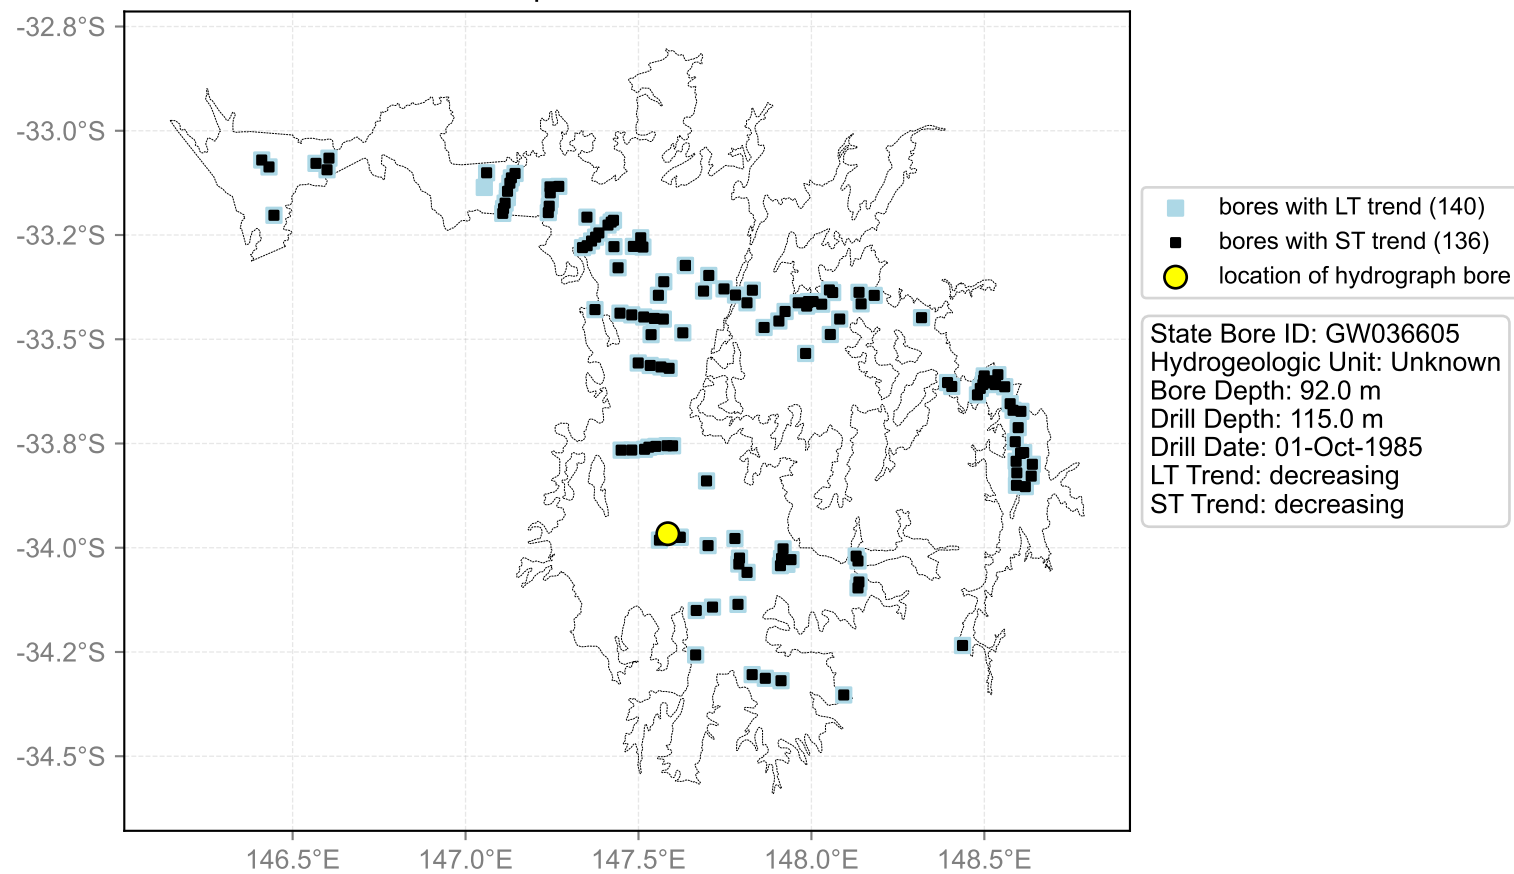 -32.8°S
-33.0°S
-33.2°S
-33.5°S
-33.8°S
-34.0°S
-34.2°S
-34.5°S
146.5°E
147.0°E
147.5°E
148.0°E
148.5°E
bores with LT trend (140)
bores with ST trend (136)
location of hydrograph bore
State Bore ID: GW036605
Hydrogeologic Unit: Unknown
Bore Depth: 92.0 m
Drill Depth: 115.0 m
Drill Date: 01-Oct-1985
LT Trend: decreasing
ST Trend: decreasing